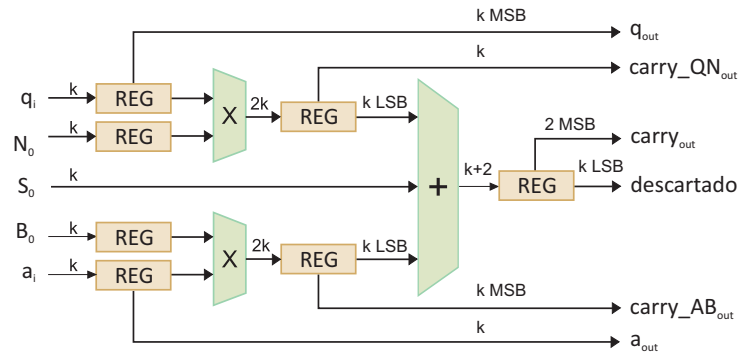 k MSB
q_out
k
carry_QN_out
q_i
k
REG
2k
k LSB
X
REG
N_0
k
REG
2 MSB
carry_out
k+2
k LSB
S_0
k
+
REG
descartado
B_0
k
REG
2k
k LSB
X
REG
a_i
k
REG
k MSB
carry_AB_out
k
a_out